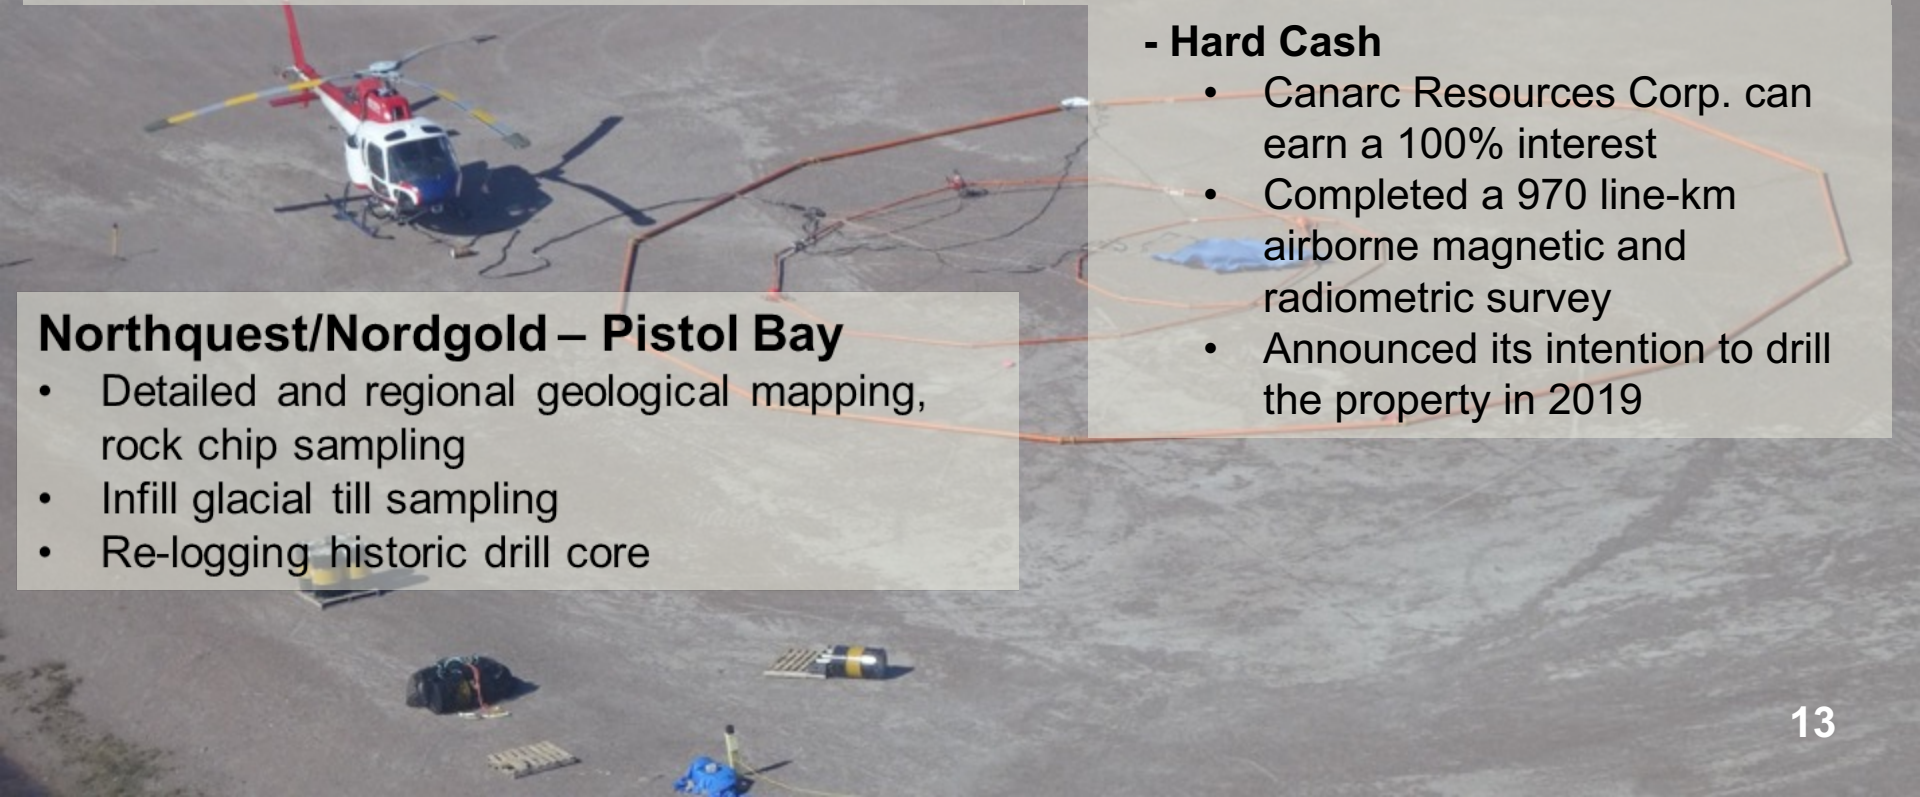 Northquest/Nordgold – Pistol Bay
• Detailed and regional geological mapping,
rock chip sampling
• Infill glacial till sampling
• Re-logging historic drill core
- Hard Cash
• Canarc Resources Corp. can
earn a 100% interest
• Completed a 970 line-km
airborne magnetic and
radiometric survey
• Announced its intention to drill
the property in 2019
13